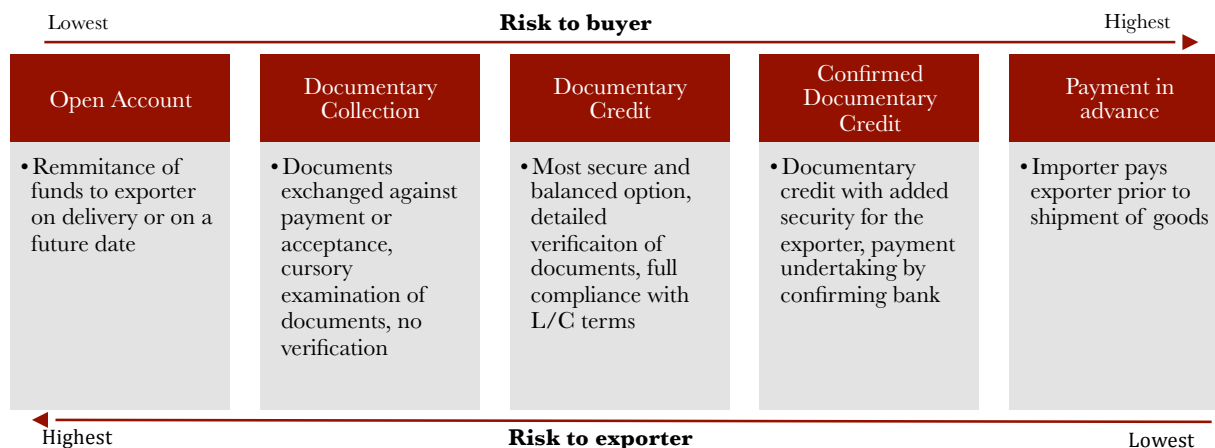 Lowest Risk to buyer Highest
Open Account
Documentary
Collection
Documentary
Credit
Confirmed
Documentary
Credit
Payment in
advance
• Remmitance of
funds to exporter
on delivery or on a
future date
• Documents
exchanged against
payment or
acceptance,
cursory
examination of
documents, no
verification
• Most secure and
balanced option,
detailed
verificaiton of
documents, full
compliance with
L/C terms
• Documentary
credit with added
security for the
exporter, payment
undertaking by
confirming bank
• Importer pays
exporter prior to
shipment of goods
Highest Risk to exporter Lowest